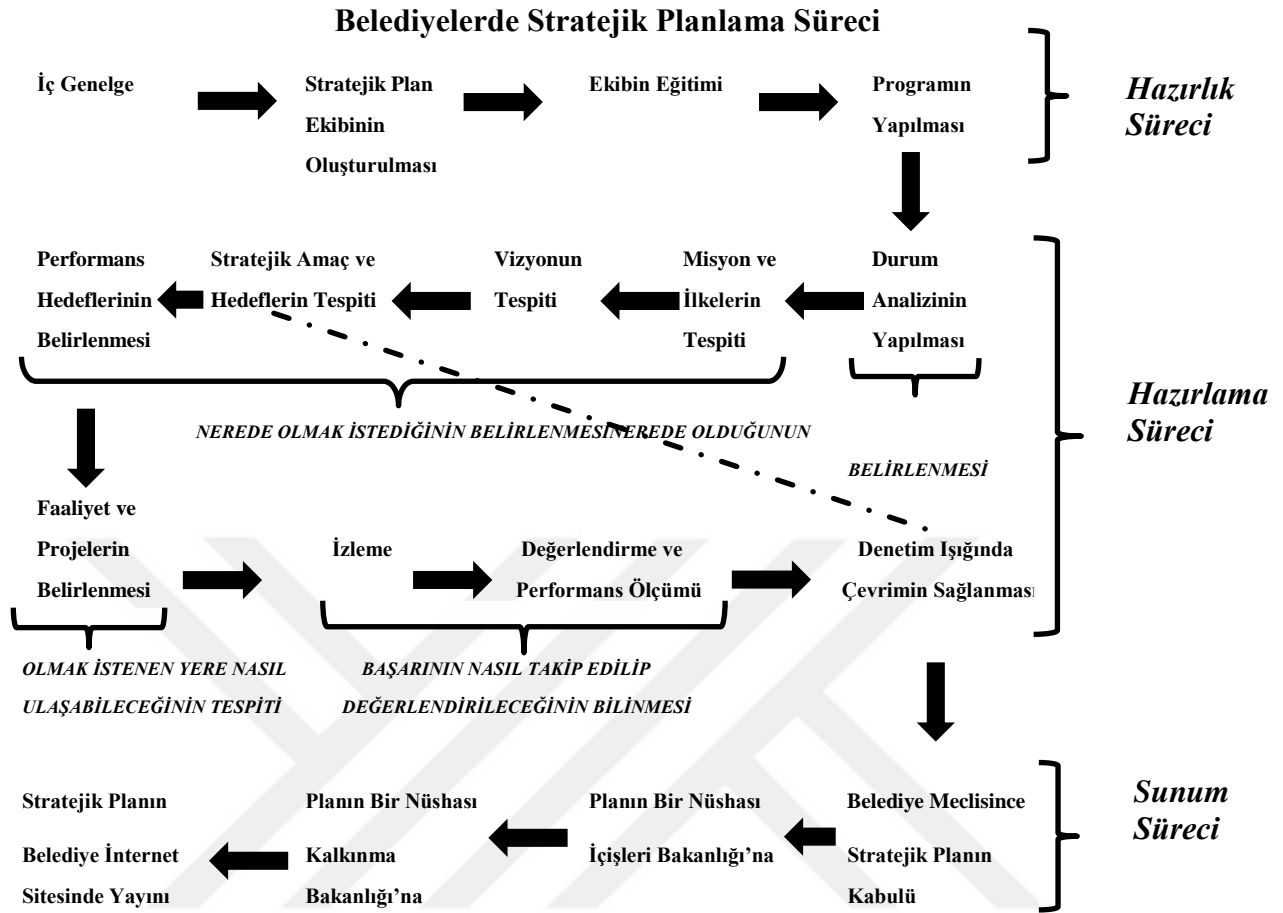 Belediyelerde Stratejik Planlama Süreci
İç Genelge
Stratejik Plan
Ekibinin
Oluşturulması
Ekibin Eğitimi
Programın
Yapılması
Hazırlık
Süreci
Performans
Hedeflerinin
Belirlenmesi
Stratejik Amaç ve
Hedeflerin Tespiti
Vizyonun
Tespiti
Misyon ve
İlkelerin
Tespiti
Durum
Analizinin
Yapılması
Hazırlama
Süreci
NEREDE OLMAK İSTEDİĞİNİN BELİRLENMESİNEREDE OLDUĞUNUN
BELİRLENMESİ
Faaliyet ve
Projelerin
Belirlenmesi
İzleme
Değerlendirme ve
Performans Ölçümü
Denetim Işığında
Çevrimin Sağlanması
OLMAK İSTENEN YERE NASIL
ULAŞABİLECEĞİNİN TESPİTİ
BAŞARININ NASIL TAKİP EDİLİP
DEĞERLENDİRİLECEĞİNİN BİLİNMESİ
Stratejik Planın
Belediye İnternet
Sitesinde Yayını
Planın Bir Nüshası
Kalkınma
Bakanlığı’na
Planın Bir Nüshası
İçişleri Bakanlığı’na
Belediye Meclisince
Stratejik Planın
Kabulü
Sunum
Süreci